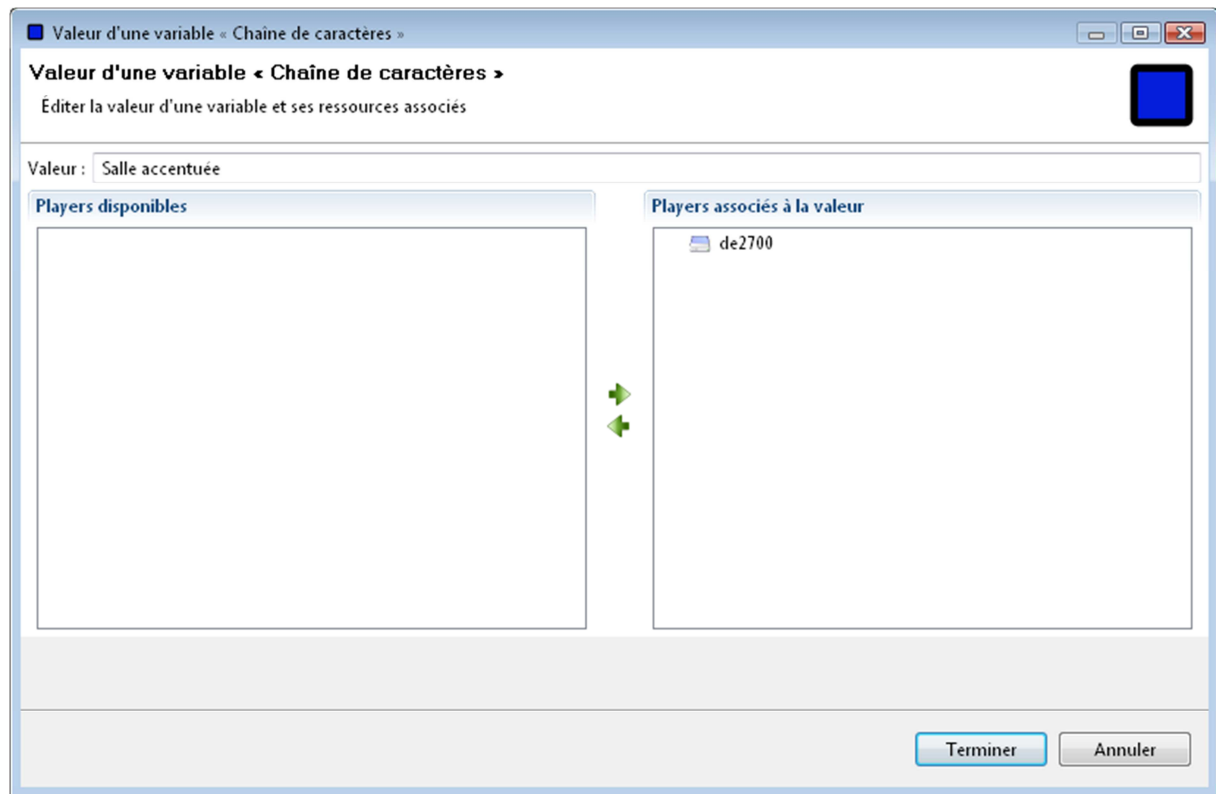 Valeur d'une variable « Chaîne de caractères »
Valeur d'une variable « Chaîne de caractères »
Éditer la valeur d'une variable et ses ressources associés
Valeur : Salle accentuée
Players disponibles
Players associés à la valeur
de2700
Terminer
Annuler